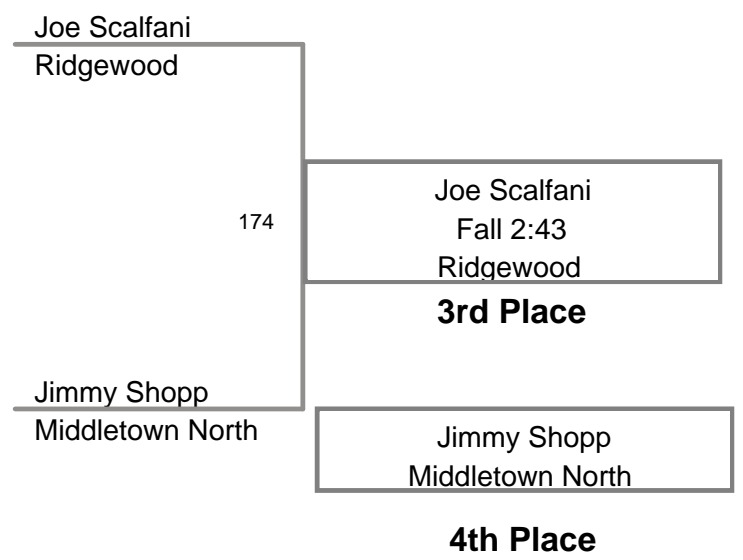 Joe Scalfani
Ridgewood
174
Joe Scalfani
Fall 2:43
Ridgewood
3rd Place
Jimmy Shopp
Middletown North
Jimmy Shopp
Middletown North
4th Place